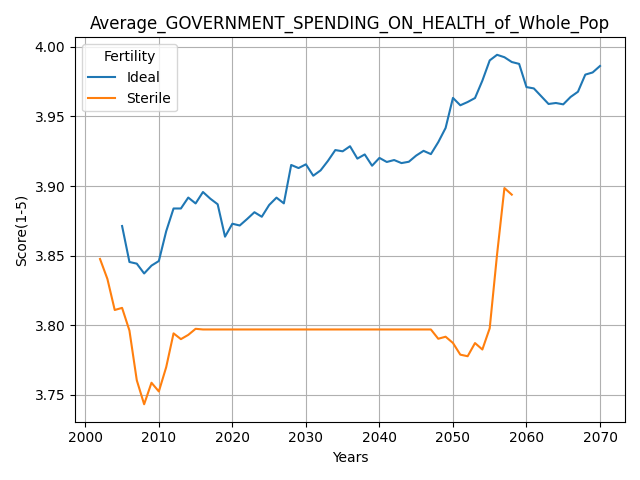 Average_GOVERNMENT_SPENDING_ON_HEALTH_of_Whole_Pop
Fertility
Ideal
Sterile
Score(1-5)
4.00
3.95
3.90
3.85
3.80
3.75
2000 2010 2020 2030 2040 2050 2060 2070
Years